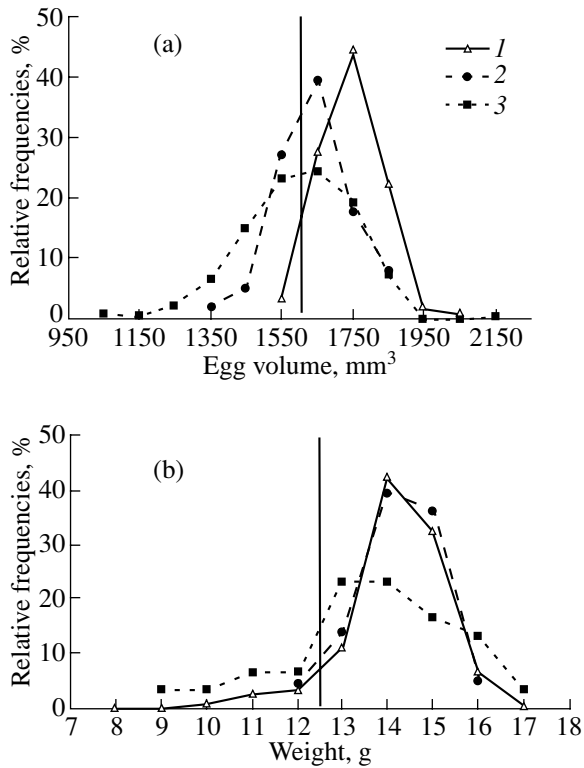 50
40
30
20
10
0
Relative frequencies, %
(a)
1
2
3
950 1150 1350 1550 1750 1950 2150
Egg volume, mm³
50
40
30
20
10
0
Relative frequencies, %
(b)
7 8 9 10 11 12 13 14 15 16 17 18
Weight, g